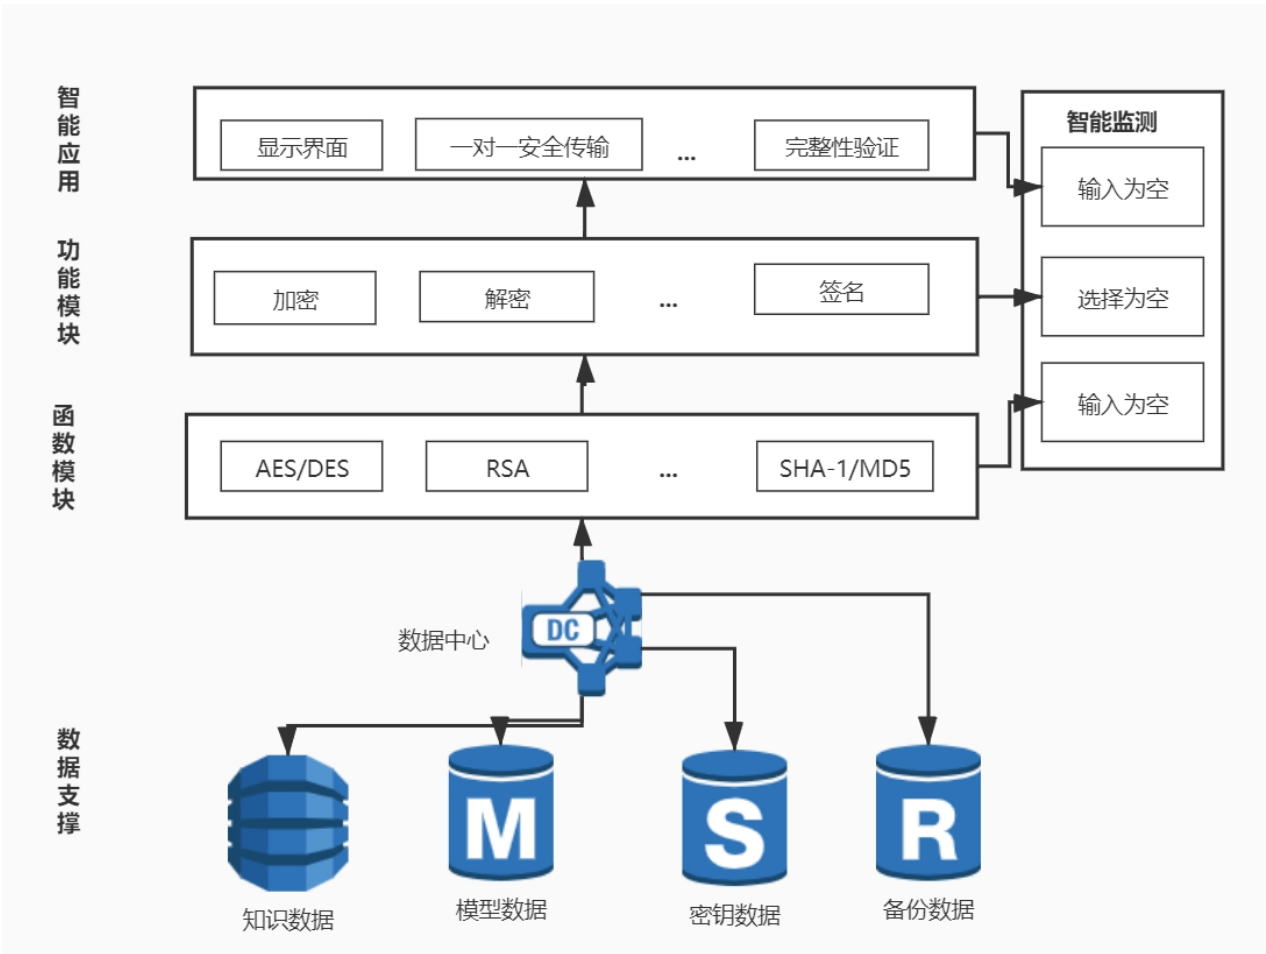 智能应用
显示界面
一对一安全传输
...
完整性验证
智能监测
输入为空
功能模块
加密
解密
...
签名
选择为空
函数模块
AES/DES
RSA
...
SHA-1/MD5
输入为空
数据中心
DC
数据支撑
M
S
R
知识数据
模型数据
密钥数据
备份数据